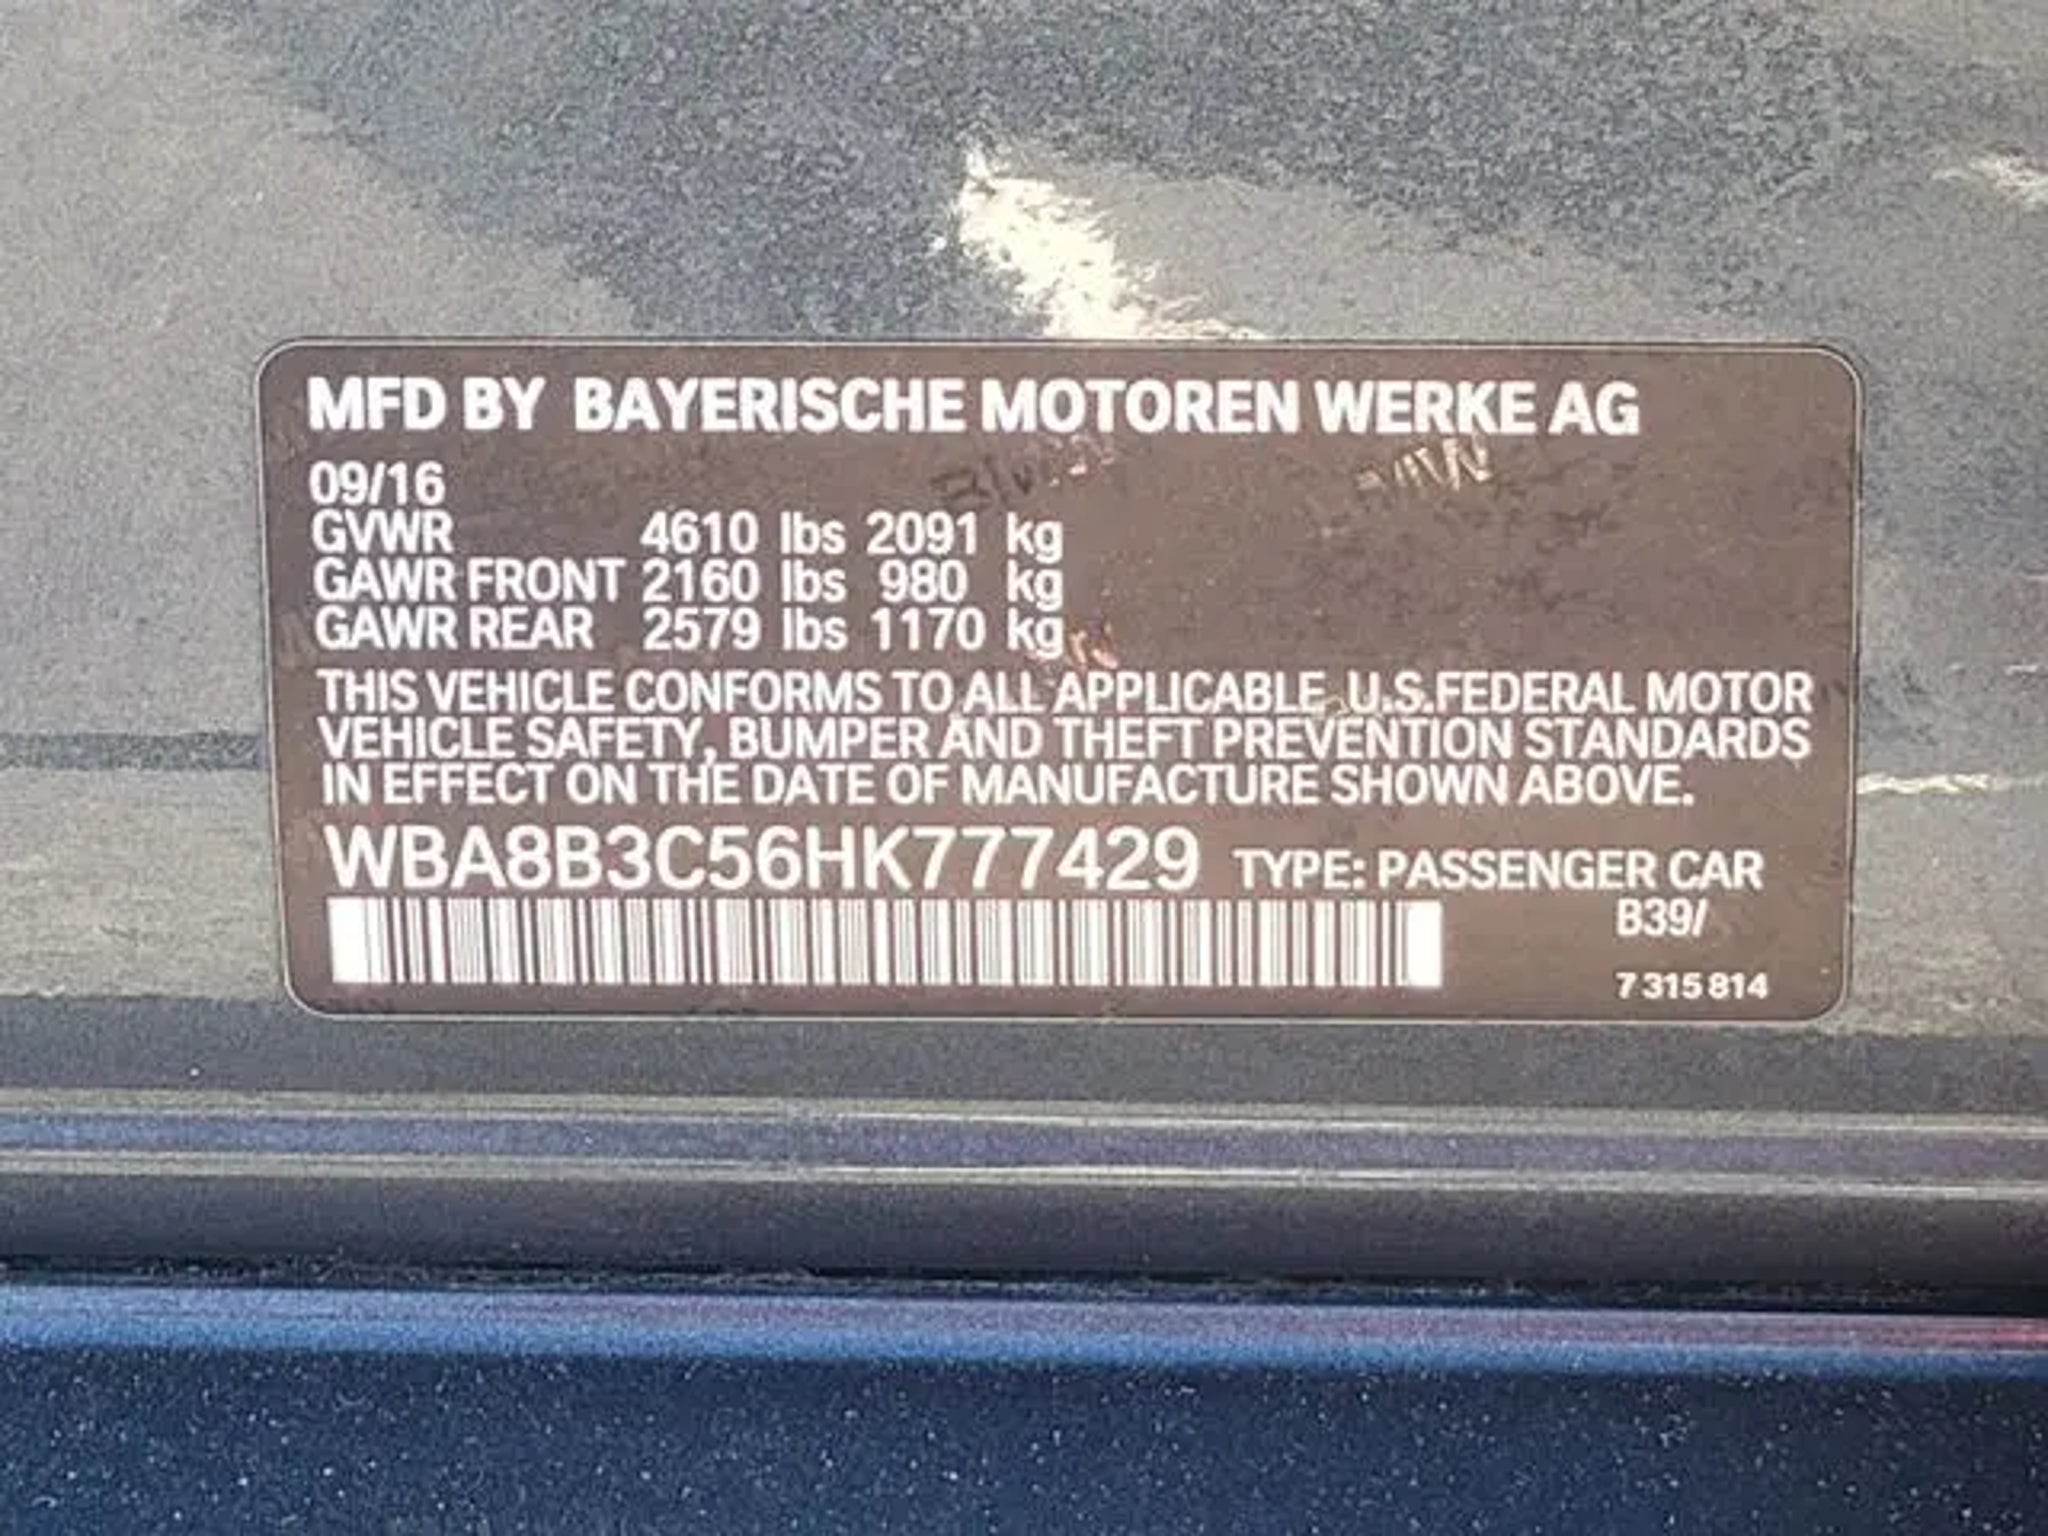 MFD BY BAYERISCHE MOTOREN WERKE AG
09/16
GVWR 4610 lbs 2091 kg
GAWR FRONT 2160 lbs 980 kg
GAWR REAR 2579 lbs 1170 kg
THIS VEHICLE CONFORMS TO ALL APPLICABLE U.S.FEDERAL MOTOR
VEHICLE SAFETY, BUMPER AND THEFT PREVENTION STANDARDS
IN EFFECT ON THE DATE OF MANUFACTURE SHOWN ABOVE.
WBA8B3C56HK777429 TYPE: PASSENGER CAR
B39/
7 315 814